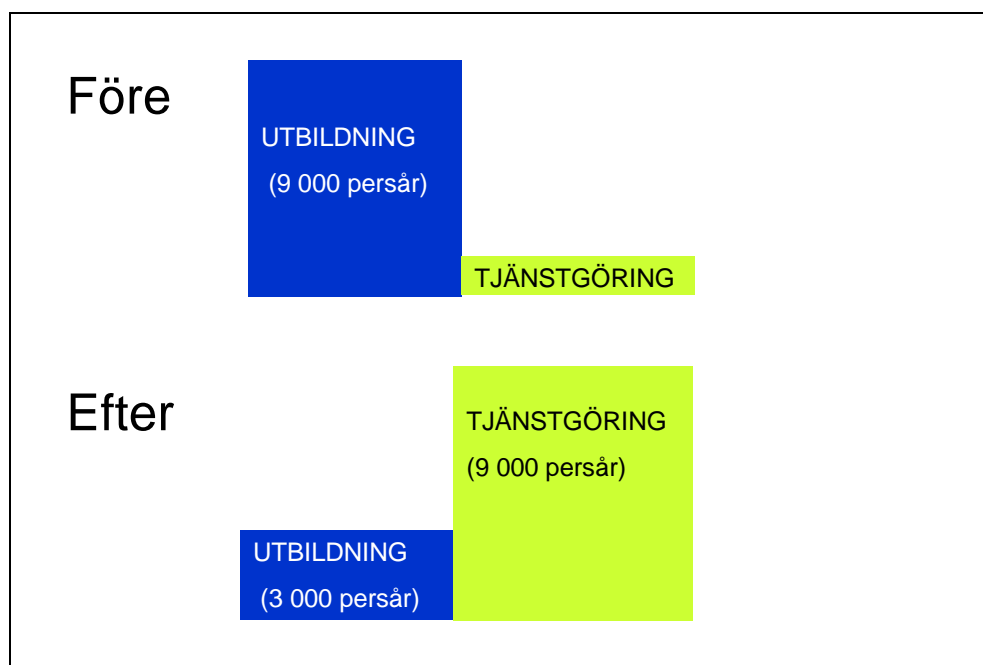 Före
UTBILDNING
(9 000 persår)
TJÄNSTGÖRING
Efter
TJÄNSTGÖRING
(9 000 persår)
UTBILDNING
(3 000 persår)